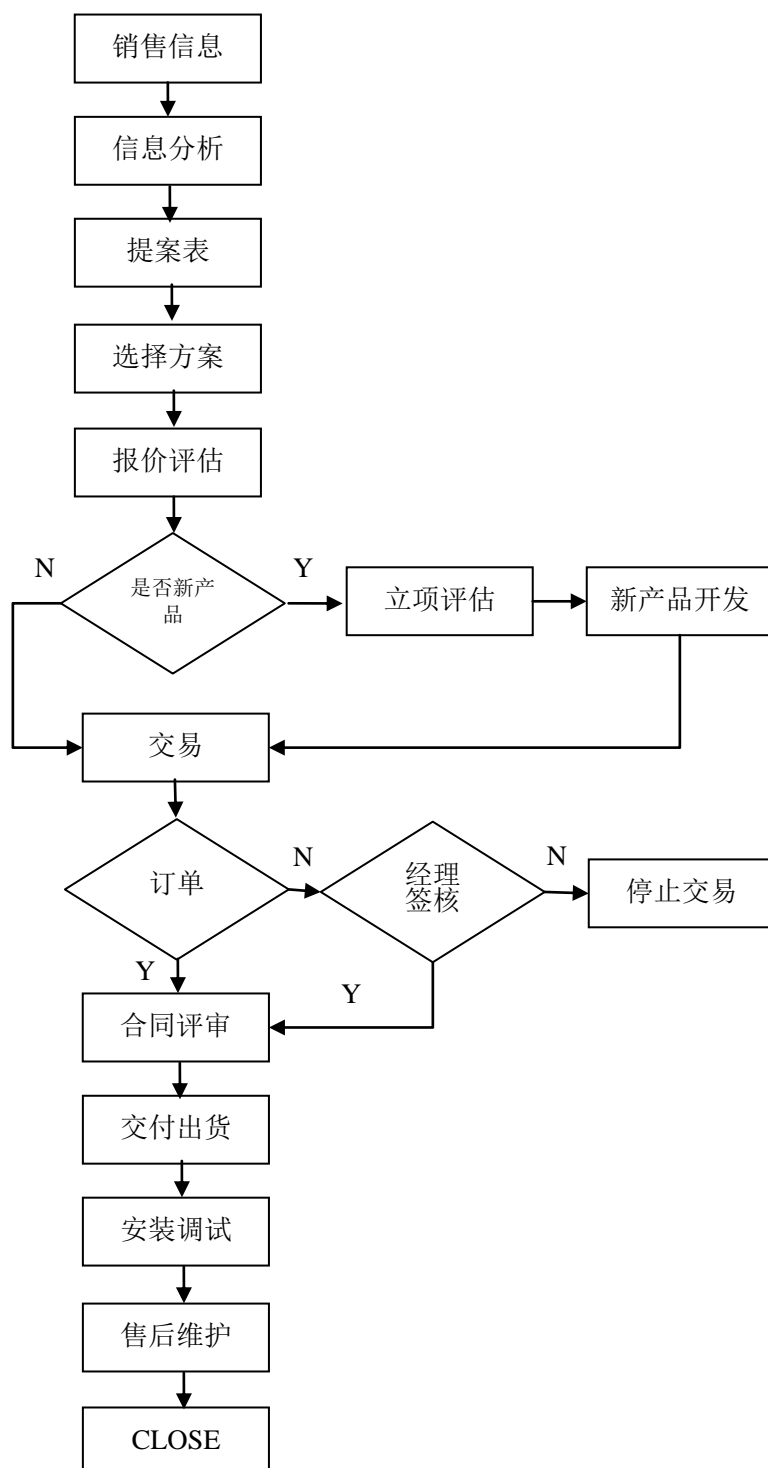 销售信息
信息分析
提案表
选择方案
报价评估
N
是否新产
品
Y
立项评估
新产品开发
交易
订单
N
经理
签核
N
停止交易
Y
Y
合同评审
交付出货
安装调试
售后维护
CLOSE